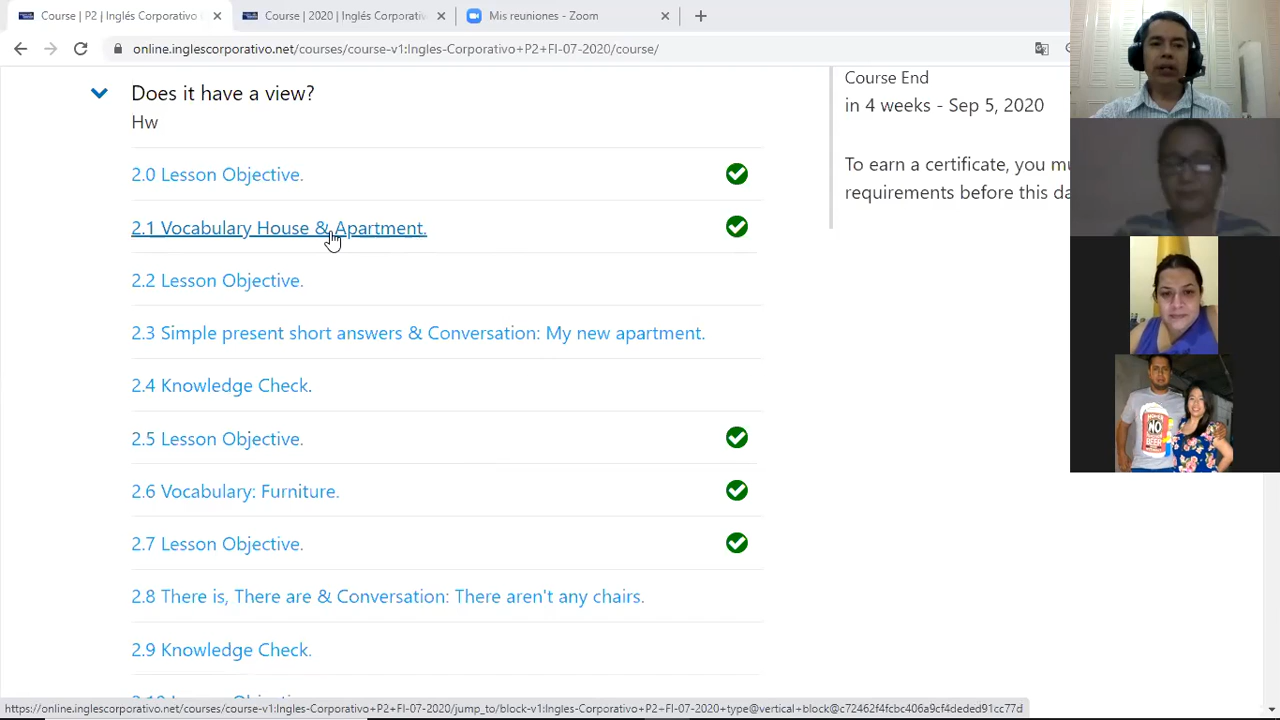 Course | P2 | Inglés Corporativo
Course | 2020 | Inglés Corporativo
Mis reuniones - Zoom
online.inglescorporativo.net/courses/course-v1:Ingles-Corporativo+P2+FI-07-2020/course/
Does it have a view?
Hw
2.0 Lesson Objective.
2.1 Vocabulary House & Apartment.
2.2 Lesson Objective.
2.3 Simple present short answers & Conversation: My new apartment.
2.4 Knowledge Check.
2.5 Lesson Objective.
2.6 Vocabulary: Furniture.
2.7 Lesson Objective.
2.8 There is, There are & Conversation: There aren't any chairs.
2.9 Knowledge Check.
Course End
in 4 weeks - Sep 5, 2020
To earn a certificate, you mu
requirements before this da
NO
BEER
https://online.inglescorporativo.net/courses/course-v1:Ingles-Corporativo+P2+FI-07-2020/jump_to/block-v1:Ingles-Corporativo+P2+FI-07-2020+type@vertical+block@c72462f4fcbc406a9cf4deded91cc77d